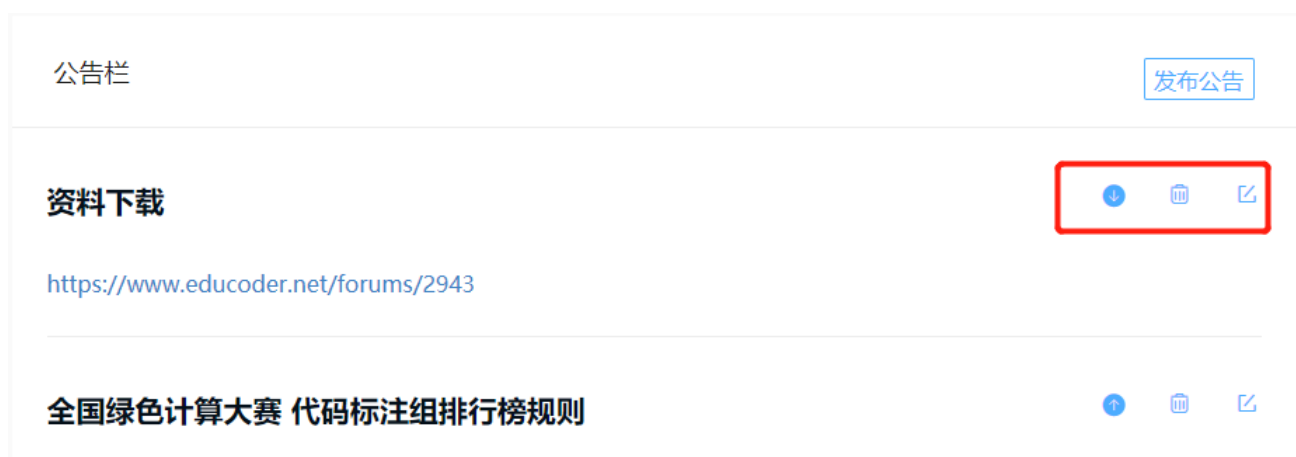 公告栏
发布公告
资料下载
https://www.educoder.net/forums/2943
全国绿色计算大赛 代码标注组排行榜规则